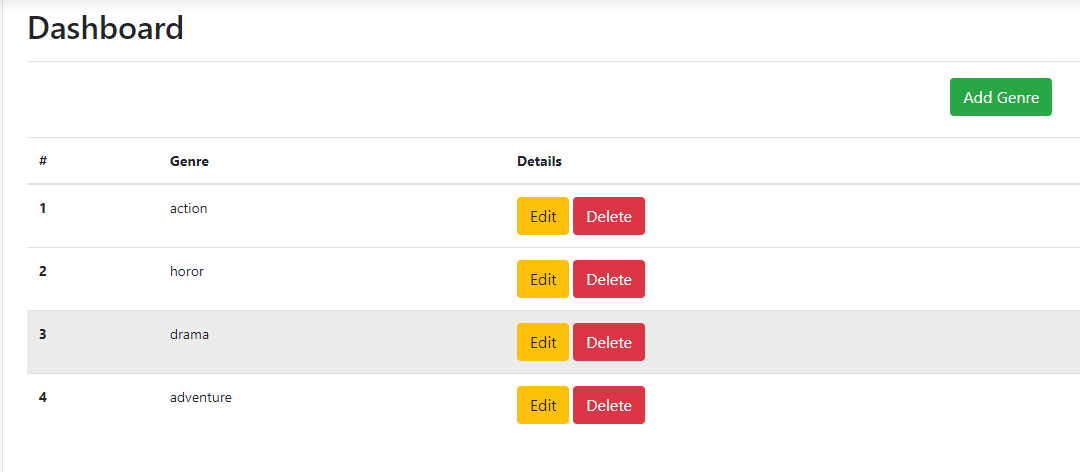 Dashboard
Add Genre
# Genre Details
1 action Edit Delete
2 horor Edit Delete
3 drama Edit Delete
4 adventure Edit Delete